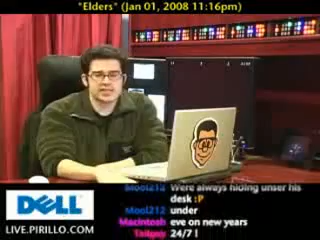 *Elders* (Jan 01, 2008 11:16pm)
Mool212 Were always hiding unser his
desk :P
DELL
Mool212 under
Macintosh eve on new years
LIVE.PIRILLO.COM
24/7 !